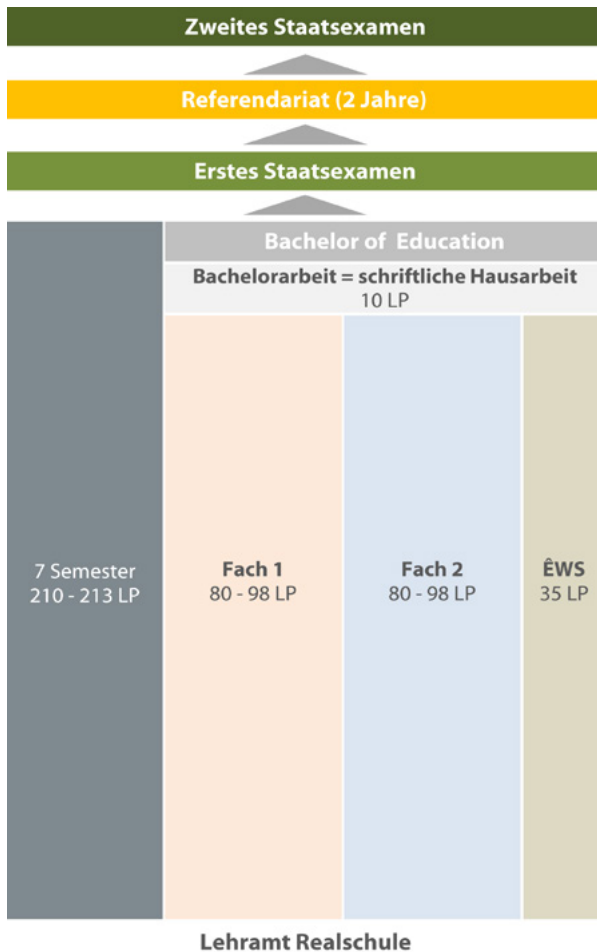 Zweites Staatsexamen
Referendariat (2 Jahre)
Erstes Staatsexamen
Bachelor of Education
Bachelorarbeit = schriftliche Hausarbeit
10 LP
7 Semester
210 - 213 LP
Fach 1
80 - 98 LP
Fach 2
80 - 98 LP
ÊWS
35 LP
Lehramt Realschule